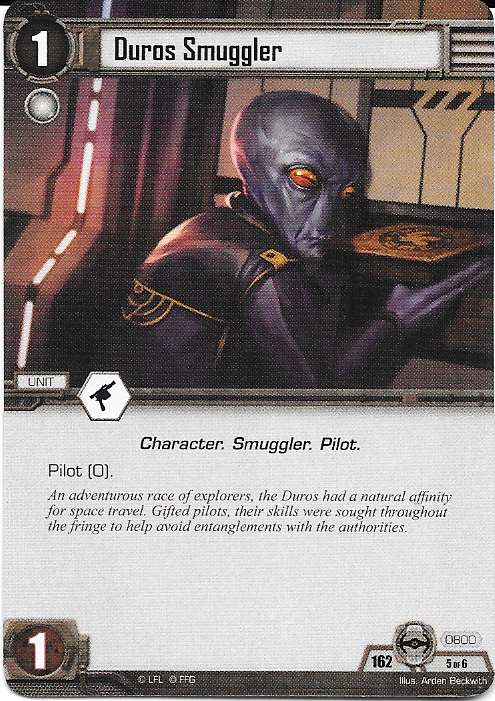 1
Duros Smuggler
UNIT
Character. Smuggler. Pilot.
Pilot (0).
An adventurous race of explorers, the Duros had a natural affinity
for space travel. Gifted pilots, their skills were sought throughout
the fringe to help avoid entanglements with the authorities.
1
162
5 OF 6
0800
© LFL © FFG
Illus. Arden Beckwith